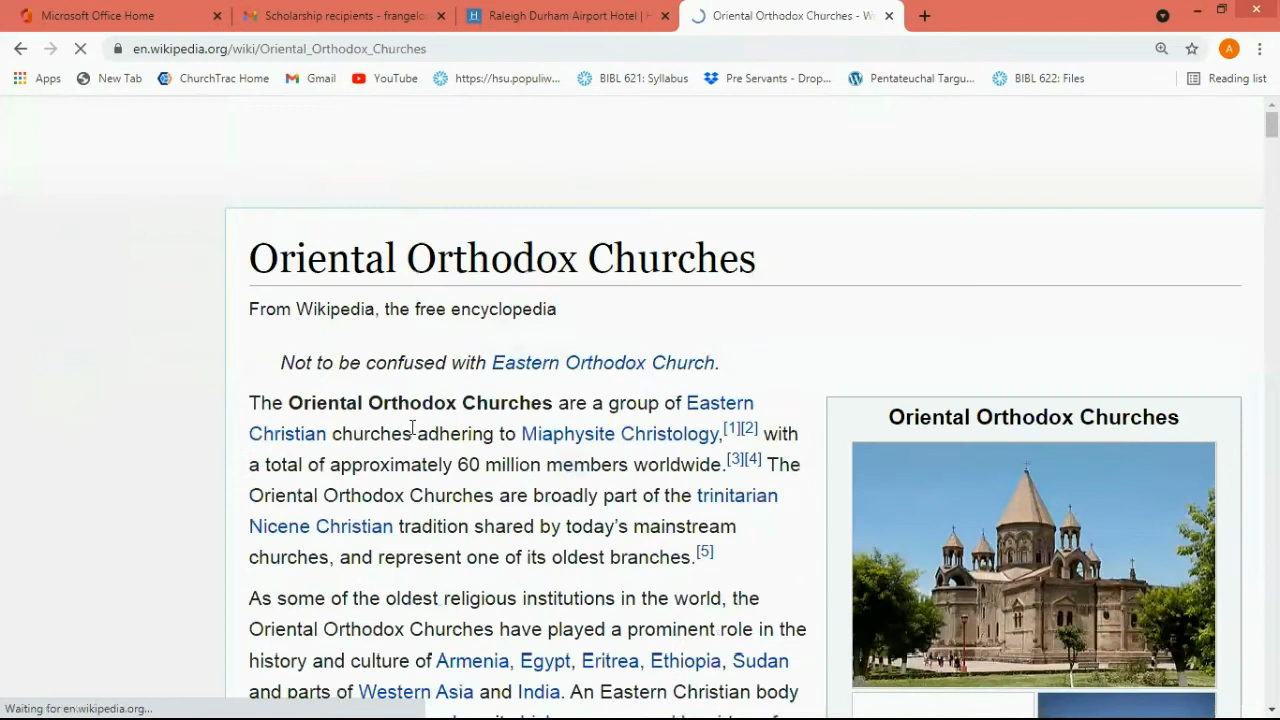 Microsoft Office Home
Scholarship recipients - frangelo
Raleigh Durham Airport Hotel | H
Oriental Orthodox Churches - W
en.wikipedia.org/wiki/Oriental_Orthodox_Churches
A
Apps
New Tab
ChurchTrac Home
Gmail
YouTube
https://hsu.populiw...
BIBL 621: Syllabus
Pre Servants - Drop...
Pentateuchal Targu...
BIBL 622: Files
Reading list
Oriental Orthodox Churches
From Wikipedia, the free encyclopedia
Not to be confused with Eastern Orthodox Church.
The Oriental Orthodox Churches are a group of Eastern
Christian churches adhering to Miaphysite Christology,[1][2] with
a total of approximately 60 million members worldwide.[3][4] The
Oriental Orthodox Churches are broadly part of the trinitarian
Nicene Christian tradition shared by today's mainstream
churches, and represent one of its oldest branches.[5]
As some of the oldest religious institutions in the world, the
Oriental Orthodox Churches have played a prominent role in the
history and culture of Armenia, Egypt, Eritrea, Ethiopia, Sudan
and parts of Western Asia and India. An Eastern Christian body
Oriental Orthodox Churches
Waiting for en.wikipedia.org...